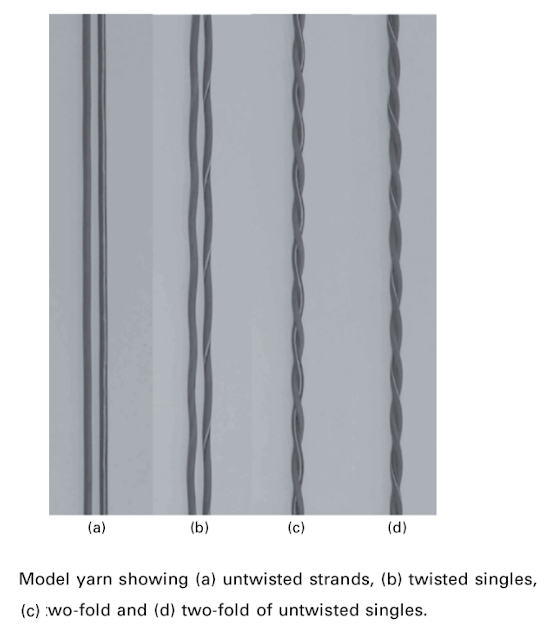 (a) (b) (c) (d)
Model yarn showing (a) untwisted strands, (b) twisted singles,
(c) :wo-fold and (d) two-fold of untwisted singles.